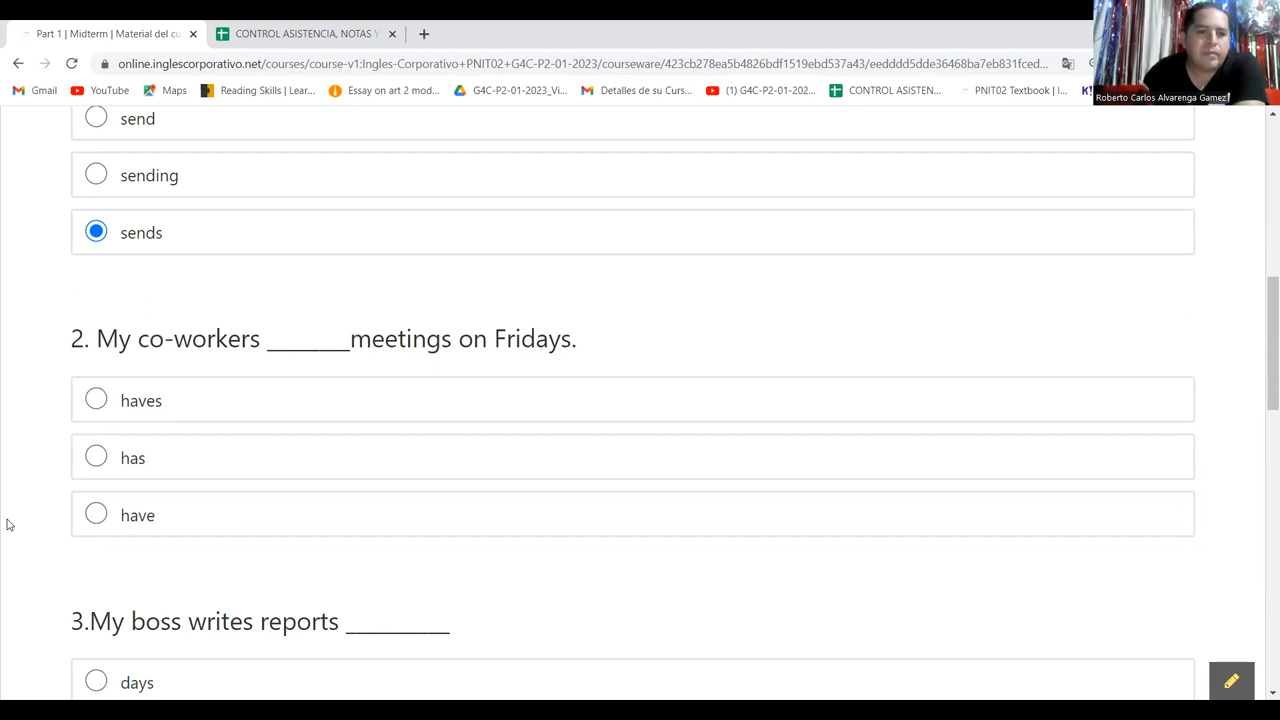 Part 1 | Midterm | Material del cu
CONTROL ASISTENCIA, NOTAS Y
online.inglescorporativo.net/courses/course-v1:Ingles-Corporativo+PNIT02+G4C-P2-01-2023/courseware/423cb278ea5b4826bdf1519ebd537a43/eedddd5dde36468ba7eb831fced...
Gmail
YouTube
Maps
Reading Skills | Lear...
Essay on art 2 mod...
G4C-P2-01-2023_Vi...
Detalles de su Curs...
(1) G4C-P2-01-202...
CONTROL ASISTEN...
PNIT02 Textbook | I...
Roberto Carlos Alvarenga Gamez
send
sending
sends
2. My co-workers ________meetings on Fridays.
haves
has
have
3.My boss writes reports __________
days